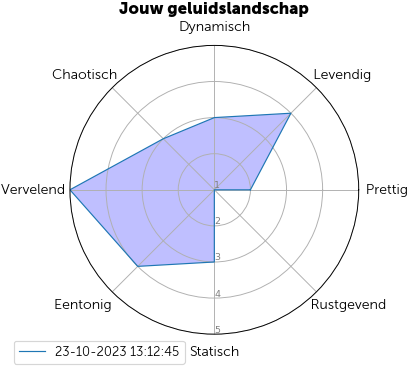 Jouw geluidslandschap
Dynamisch
Chaotisch
Levendig
Vervelend
1
Prettig
2
3
4
Eentonig
Rustgevend
5
23-10-2023 13:12:45
Statisch